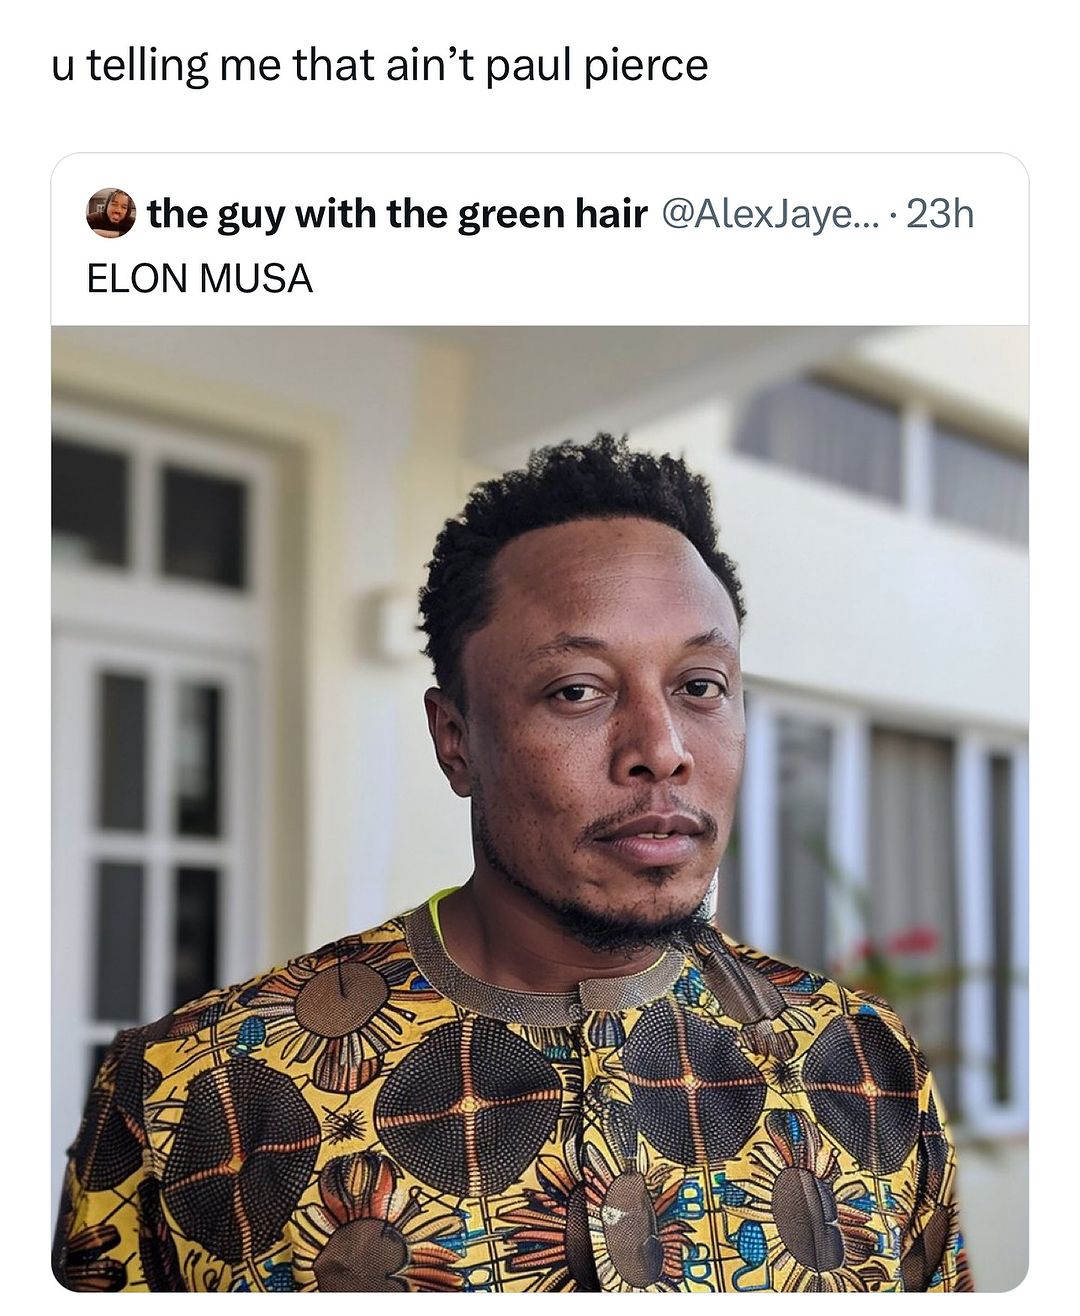 u telling me that ain’t paul pierce
the guy with the green hair @AlexJaye... · 23h
ELON MUSA